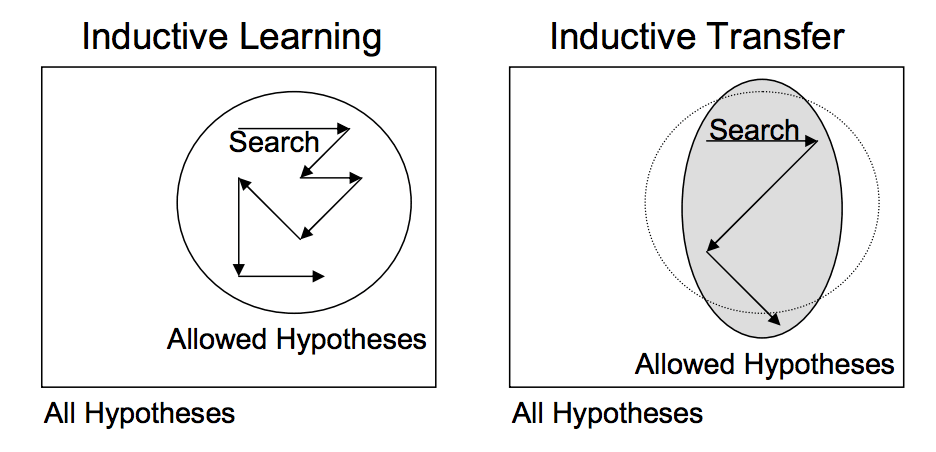 Inductive Learning
Search
Allowed Hypotheses
All Hypotheses
Inductive Transfer
Search
Allowed Hypotheses
All Hypotheses